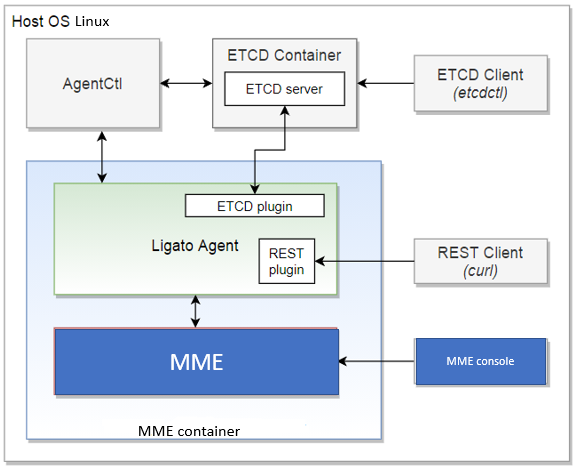 Host OS Linux
AgentCtl
ETCD Container
ETCD server
ETCD Client
(etcdctl)
ETCD plugin
Ligato Agent
REST
plugin
REST Client
(curl)
MME
MME console
MME container